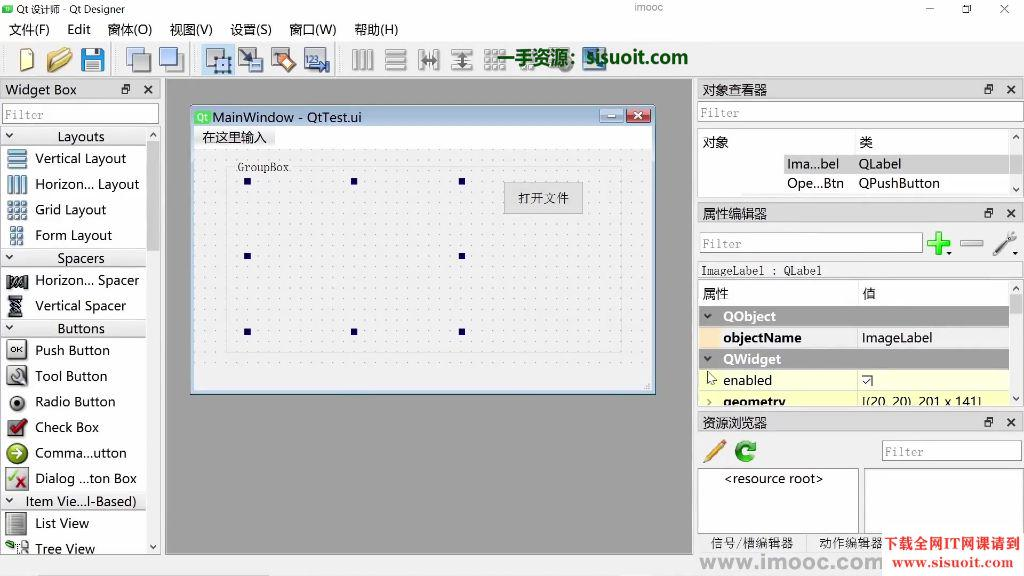 Qt 设计师 - Qt Designer
imooc
文件(F) Edit 窗体(O) 视图(V) 设置(S) 窗口(W) 帮助(H)
一手资源：sisuoit.com
Widget Box
Filter
Layouts
Vertical Layout
Horizon... Layout
Grid Layout
Form Layout
Spacers
Horizon... Spacer
Vertical Spacer
Buttons
OK Push Button
Tool Button
Radio Button
Check Box
Comma...utton
Dialog ...ton Box
Item Vie...l-Based)
List View
Tree View
Qt MainWindow - QtTest.ui
在这里输入
GroupBox
打开文件
对象查看器
Filter
对象 类
Ima...bel QLabel
Ope...Btn QPushButton
属性编辑器
Filter
ImageLabel : QLabel
属性 值
QObject
objectName ImageLabel
QWidget
enabled
geometry [(20, 20), 201 x 141]
资源浏览器
Filter
<resource root>
信号/槽编辑器 动作编辑器
下载全网IT网课请到
www.imooc.com
www.sisuoit.com